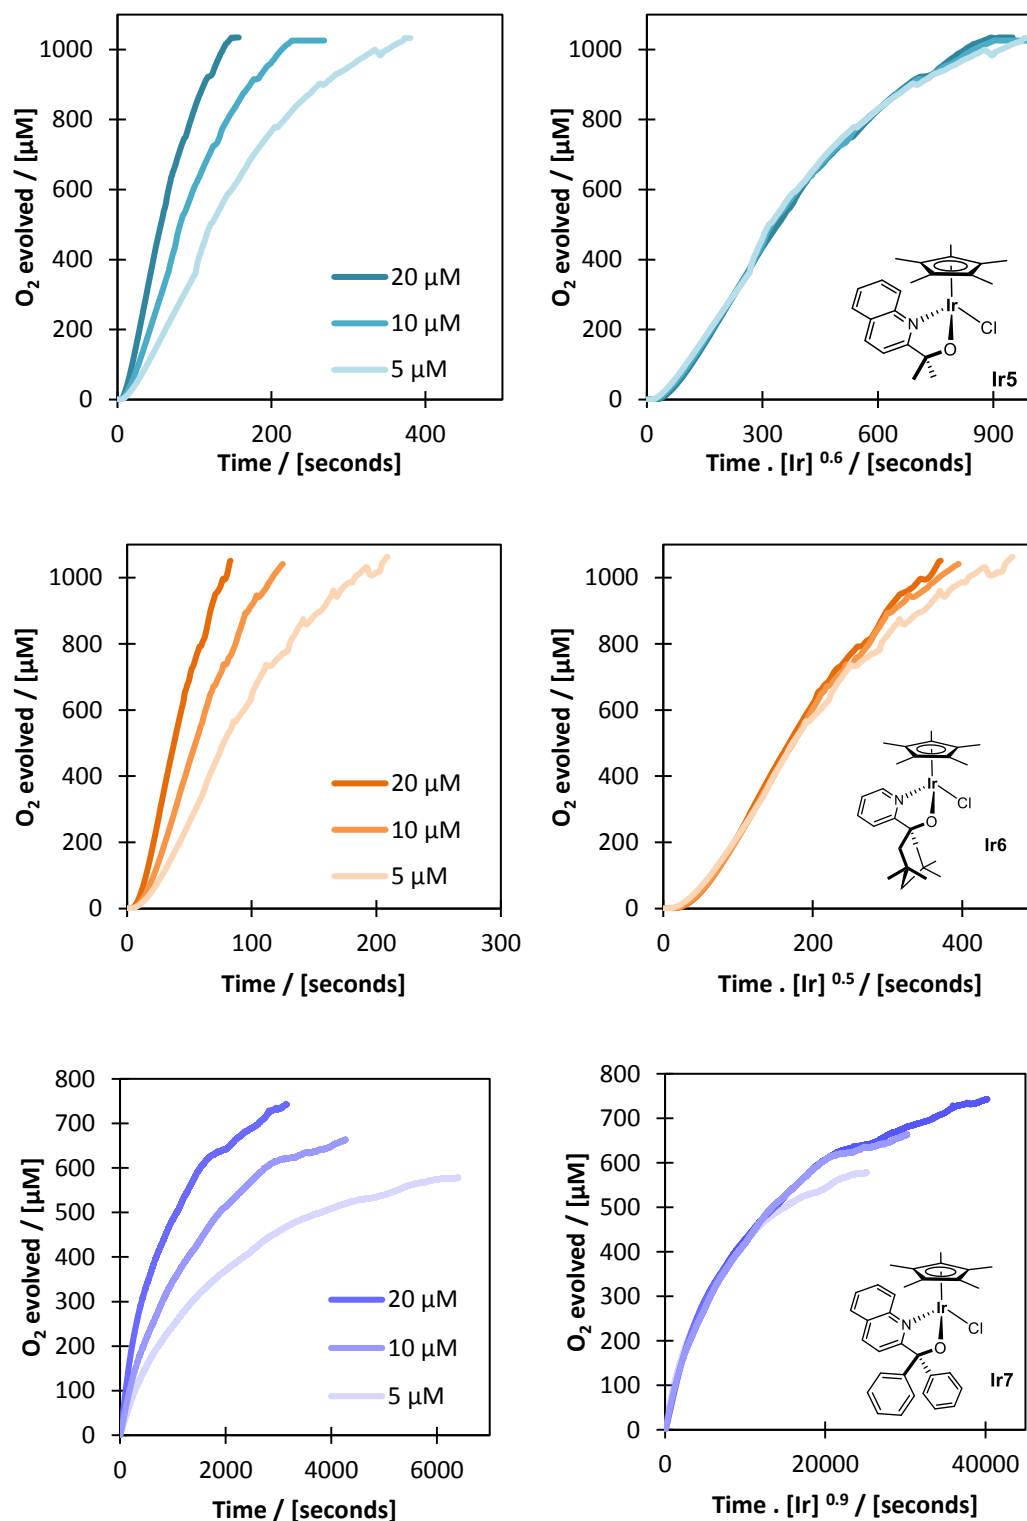 O2 evolved / [µM]
1000
800
600
400
200
0
20 µM
10 µM
5 µM
0 200 400
Time / [seconds]
O2 evolved / [µM]
1000
800
600
400
200
0
N
Ir
Cl
O
Ir5
0 300 600 900
Time . [Ir] 0.6 / [seconds]
O2 evolved / [µM]
1000
800
600
400
200
0
20 µM
10 µM
5 µM
0 100 200 300
Time / [seconds]
O2 evolved / [µM]
1000
800
600
400
200
0
N
Ir
Cl
O
Ir6
0 200 400
Time . [Ir] 0.5 / [seconds]
O2 evolved / [µM]
800
700
600
500
400
300
200
100
0
20 µM
10 µM
5 µM
0 2000 4000 6000
Time / [seconds]
O2 evolved / [µM]
800
700
600
500
400
300
200
100
0
N
Ir
Cl
O
Ir7
0 20000 40000
Time . [Ir] 0.9 / [seconds]